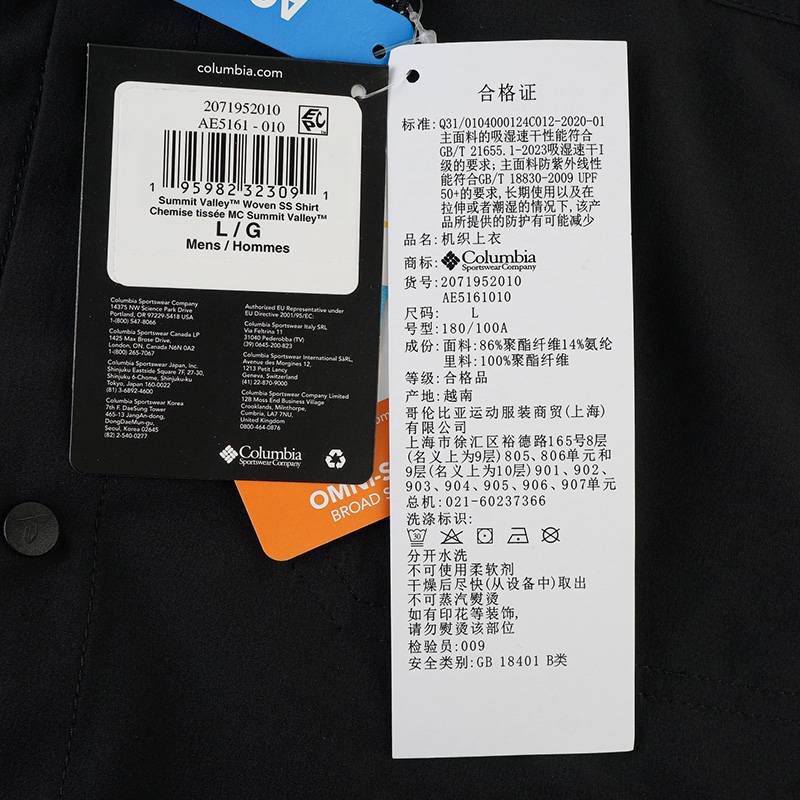 columbia.com
2071952010
AE5161 - 010
EPC
1 95982 32309 1
Summit Valley™ Woven SS Shirt
Chemise tissée MC Summit Valley™
L / G
Mens / Hommes
Columbia Sportswear Company
14375 NW Science Park Drive
Portland, OR 97229-5418 USA
1-(800) 547-8066
Columbia Sportswear Canada LP
1425 Max Brose Drive,
London, ON, Canada N6N 0A2
1-(800) 265-7067
Columbia Sportswear Japan, Inc.
Shinjuku Eastside Square 7F, 27-30,
Shinjuku 6-Chome, Shinjuku-ku
Tokyo, Japan 160-0022
(81) 3-6892-4600
Columbia Sportswear Korea
7th F. DaeSung Tower
465-13 JangAn-dong,
DongDaeMun-gu,
Seoul, Korea 02645
(82) 2-540-0277
Authorized EU Representative under
EU Directive 2001/95/EC:
Columbia Sportswear Italy SRL
Via Feltrina 11
31040 Pederobba (TV)
(39) 0645-200 823
Columbia Sportswear International SàRL,
Avenue des Morgines 12,
1213 Petit Lancy
Geneva, Switzerland
(41) 22-870-9000
Columbia Sportswear Company Limited
128 Moss End Business Village
Crooklands, Milnthorpe,
Cumbria, LA7 7NU,
United Kingdom
0800-464-0876
Columbia
Sportswear Company
OMNI-S
BROAD S
合格证
标准:Q31/0104000124C012-2020-01
主面料的吸湿速干性能符合
GB/T 21655.1-2023吸湿速干I
级的要求;主面料防紫外线性
能符合GB/T 18830-2009 UPF
50+的要求,长期使用以及在
拉伸或者潮湿的情况下,该产
品所提供的防护有可能减少
品名:机织上衣
商标:Columbia
Sportswear Company
货号:2071952010
AE5161010
尺码: L
号型:180/100A
成份:面料:86%聚酯纤维14%氨纶
里料:100%聚酯纤维
等级:合格品
产地:越南
哥伦比亚运动服装商贸(上海)
有限公司
上海市徐汇区裕德路165号8层
(名义上为9层)805、806单元和
9层(名义上为10层)901、902、
903、904、905、906、907单元
总机:021-60237366
洗涤标识:
30
分开水洗
不可使用柔软剂
干燥后尽快(从设备中)取出
不可蒸汽熨烫
如有印花等装饰,
请勿熨烫该部位
检验员:009
安全类别:GB 18401 B类